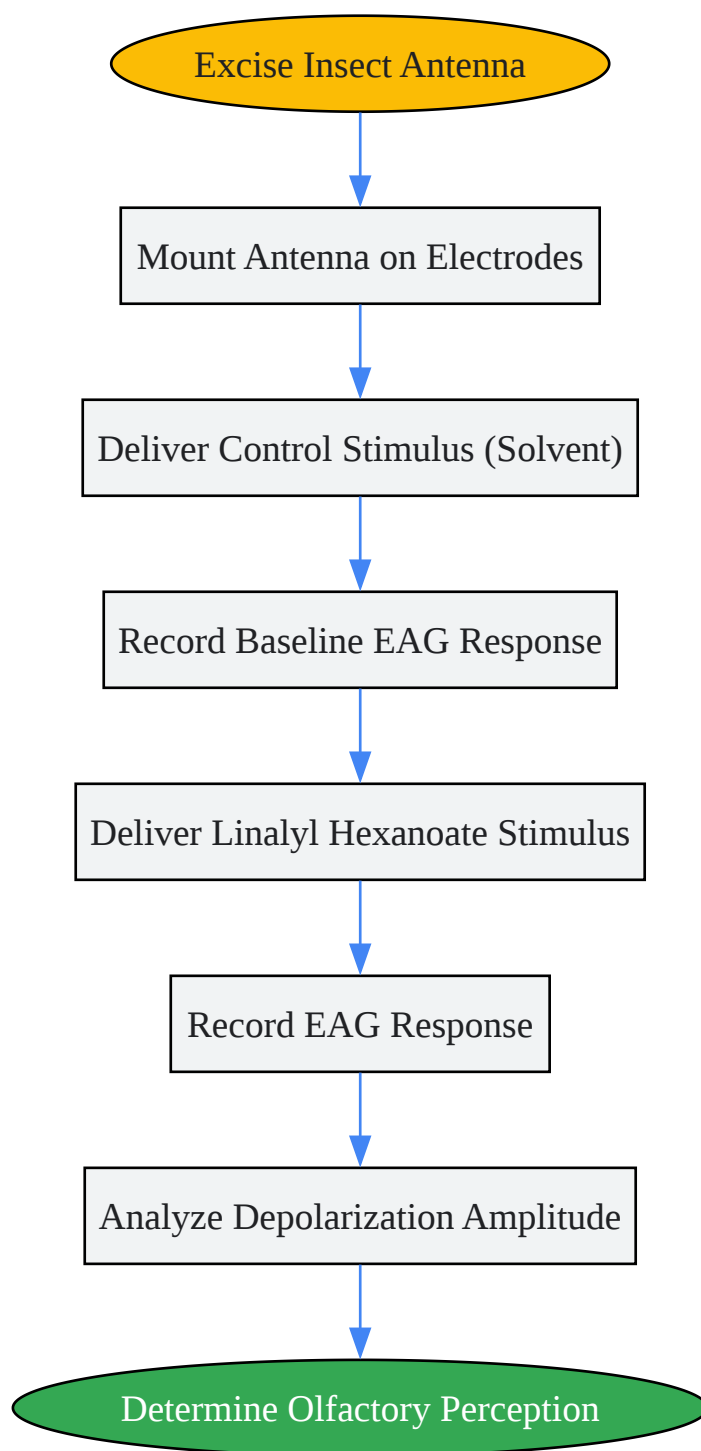 Excise Insect Antenna
Mount Antenna on Electrodes
Deliver Control Stimulus (Solvent)
Record Baseline EAG Response
Deliver Linalyl Hexanoate Stimulus
Record EAG Response
Analyze Depolarization Amplitude
Determine Olfactory Perception